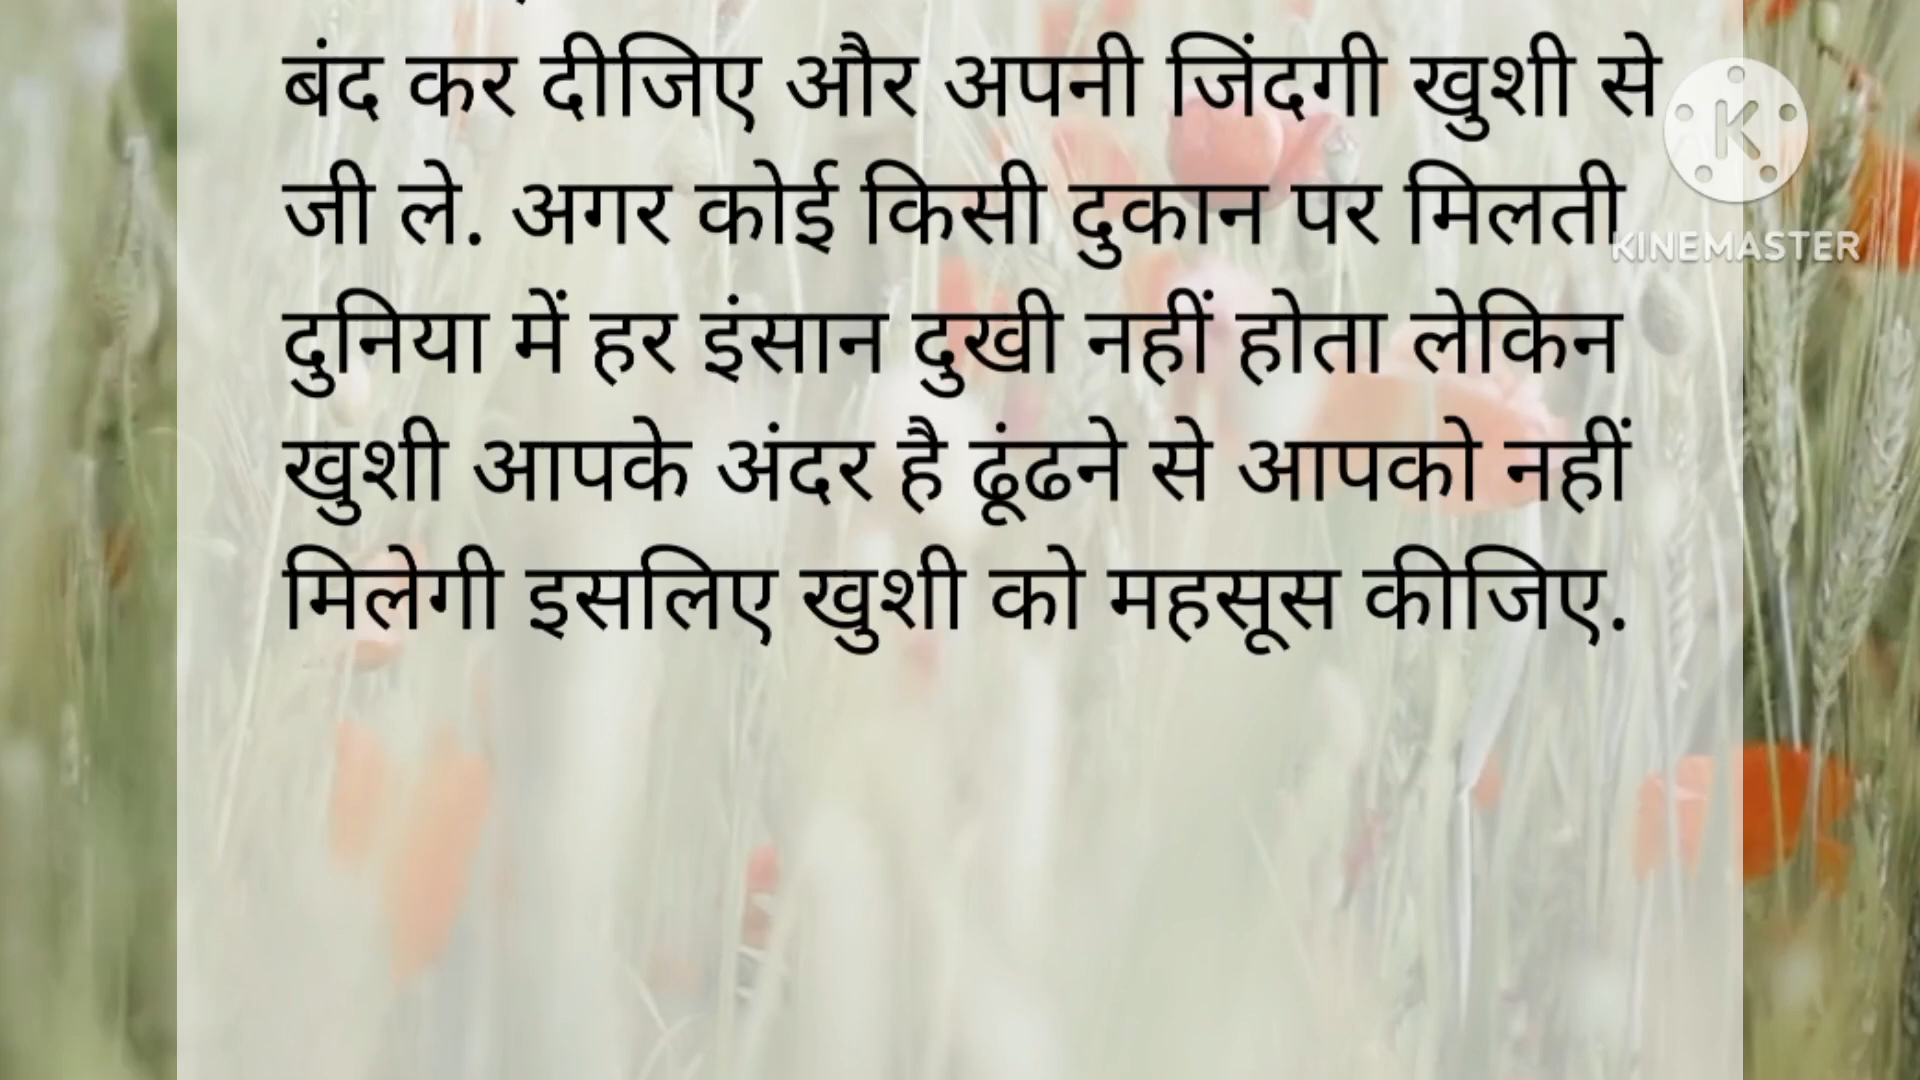 बंद कर दीजिए और अपनी जिंदगी खुशी से
जी ले. अगर कोई किसी दुकान पर मिलती
दुनिया में हर इंसान दुखी नहीं होता लेकिन
खुशी आपके अंदर है ढूंढने से आपको नहीं
मिलेगी इसलिए खुशी को महसूस कीजिए.
K
KINEMASTER